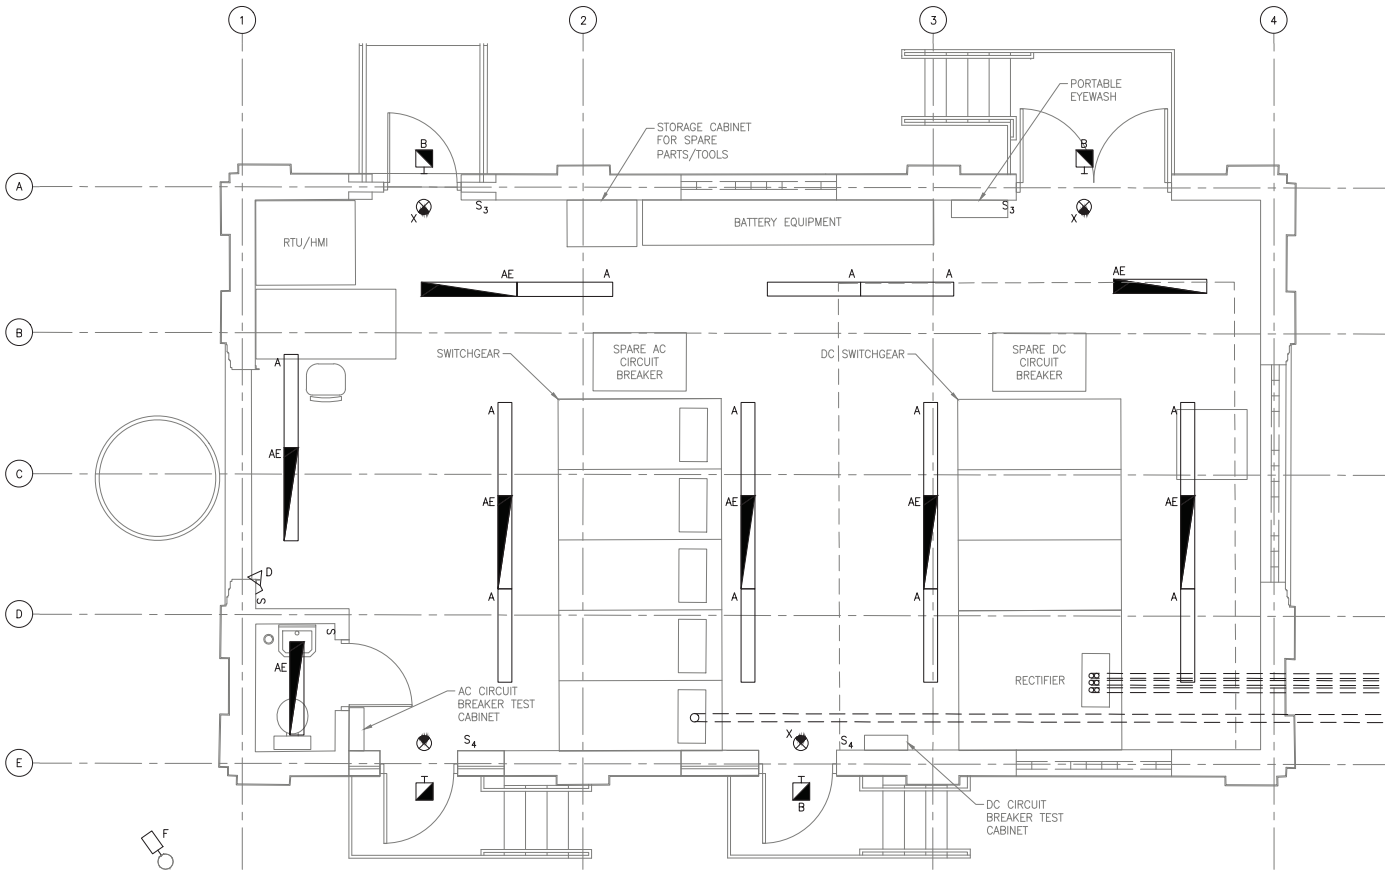 1
2
3
4
PORTABLE
EYEWASH
STORAGE CABINET
FOR SPARE
PARTS/TOOLS
B
B
A
X
S3
X
S3
RTU/HMI
BATTERY EQUIPMENT
AE
A
A
A
AE
B
SWITCHGEAR
SPARE AC
CIRCUIT
BREAKER
DC SWITCHGEAR
SPARE DC
CIRCUIT
BREAKER
A
A
A
A
A
AE
C
AE
AE
AE
AE
D
S
A
A
A
A
D
S
AE
RECTIFIER
AC CIRCUIT
BREAKER TEST
CABINET
S4
X
S4
E
B
DC CIRCUIT
BREAKER TEST
CABINET
F